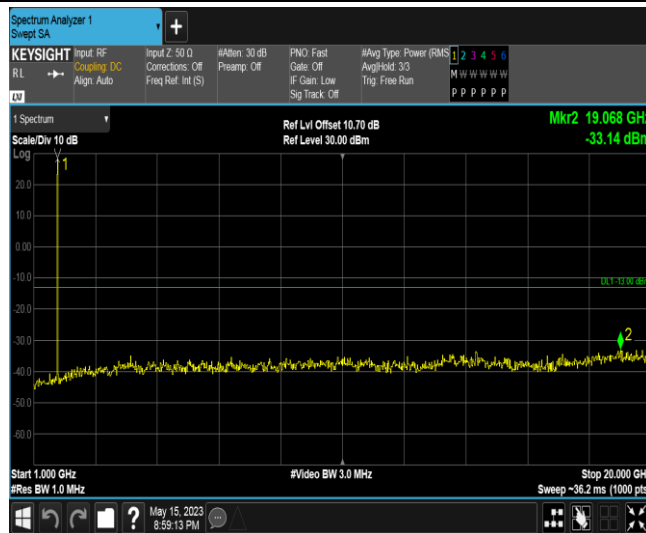 Spectrum Analyzer 1
Swept SA
+
KEYSIGHT
RL
LXI
Input: RF
Coupling: DC
Align: Auto
Input Z: 50 Ω
Corrections: Off
Freq Ref: Int (S)
#Atten: 30 dB
Preamp: Off
PNO: Fast
Gate: Off
IF Gain: Low
Sig Track: Off
#Avg Type: Power (RMS
Avg|Hold: 3/3
Trig: Free Run
1 2 3 4 5 6
M W W W W W
P P P P P P
1 Spectrum
Scale/Div 10 dB
Log
Ref Lvl Offset 10.70 dB
Ref Level 30.00 dBm
Mkr2 19.068 GHz
-33.14 dBm
1
20.0
10.0
0.00
-10.0
DL1 -13.00 dBm
-20.0
-30.0
2
-40.0
-50.0
-60.0
Start 1.000 GHz
#Res BW 1.0 MHz
#Video BW 3.0 MHz
Stop 20.000 GHz
Sweep ~36.2 ms (1000 pts
?
May 15, 2023
8:59:13 PM